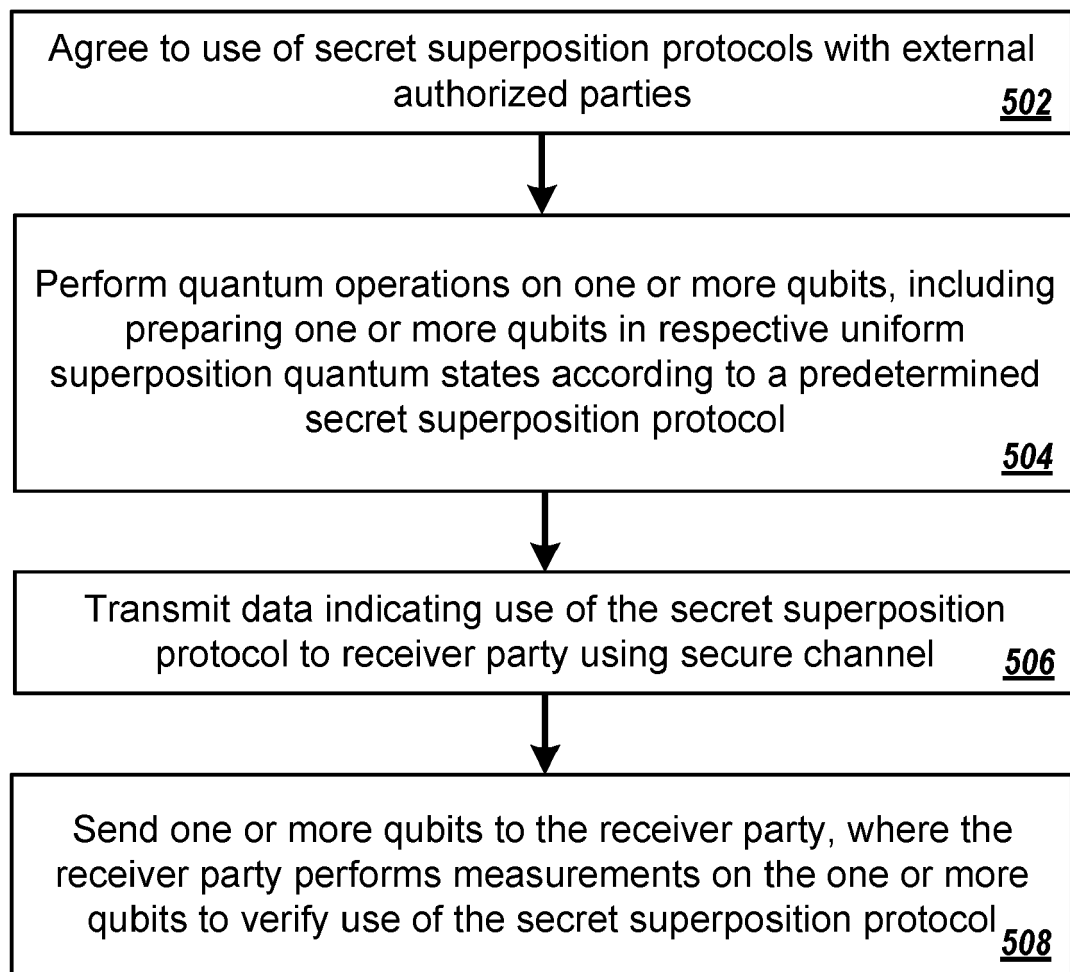 Agree to use of secret superposition protocols with external
authorized parties
502
Perform quantum operations on one or more qubits, including
preparing one or more qubits in respective uniform
superposition quantum states according to a predetermined
secret superposition protocol
504
Transmit data indicating use of the secret superposition
protocol to receiver party using secure channel
506
Send one or more qubits to the receiver party, where the
receiver party performs measurements on the one or more
qubits to verify use of the secret superposition protocol
508